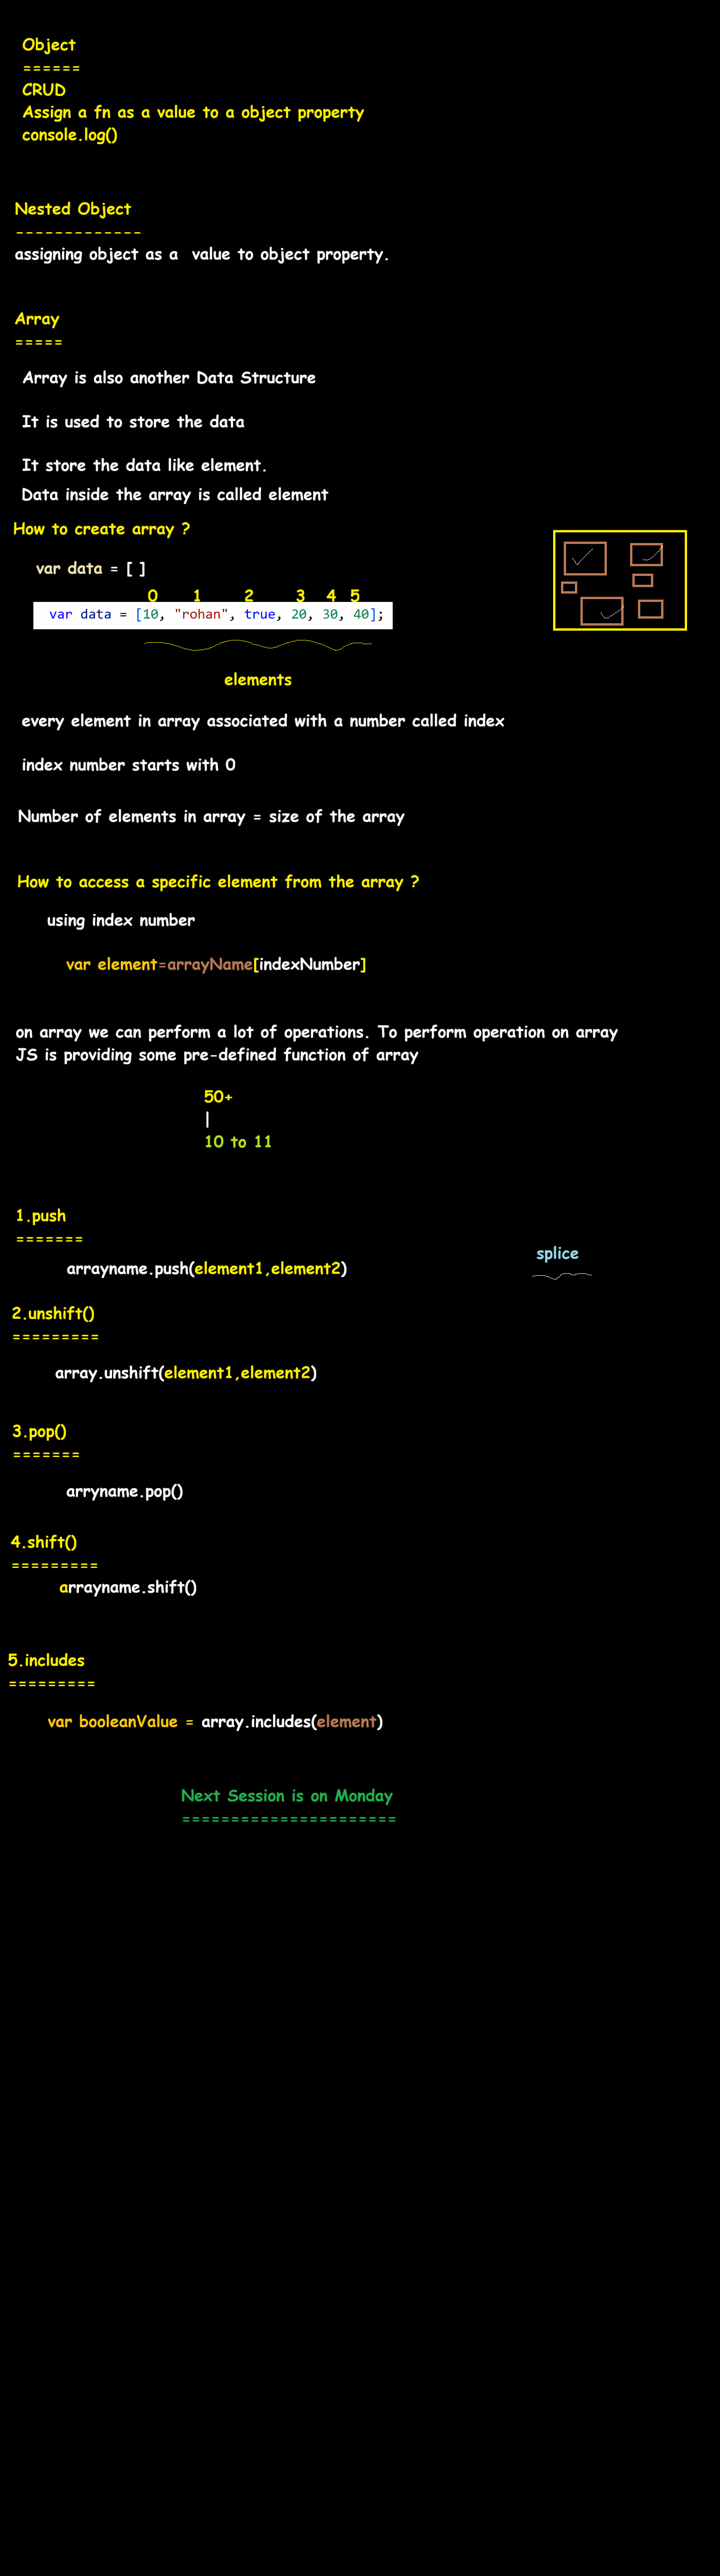 Object
======
CRUD
Assign a fn as a value to a object property
console.log()
Nested Object
-------------
assigning object as a  value to object property.
Array
=====
Array is also another Data Structure
It is used to store the data
It store the data like element.
Data inside the array is called element
How to create array ?
var data = [ ]
0 1 2 3 4 5
var data = [10, "rohan", true, 20, 30, 40];
elements
every element in array associated with a number called index
index number starts with 0
Number of elements in array = size of the array
How to access a specific element from the array ?
using index number
var element=arrayName[indexNumber]
on array we can perform a lot of operations. To perform operation on array
JS is providing some pre-defined function of array
50+
|
10 to 11
1.push
=======
splice
arrayname.push(element1,element2)
2.unshift()
=========
array.unshift(element1,element2)
3.pop()
=======
arryname.pop()
4.shift()
=========
arrayname.shift()
5.includes
=========
var booleanValue = array.includes(element)
Next Session is on Monday
======================